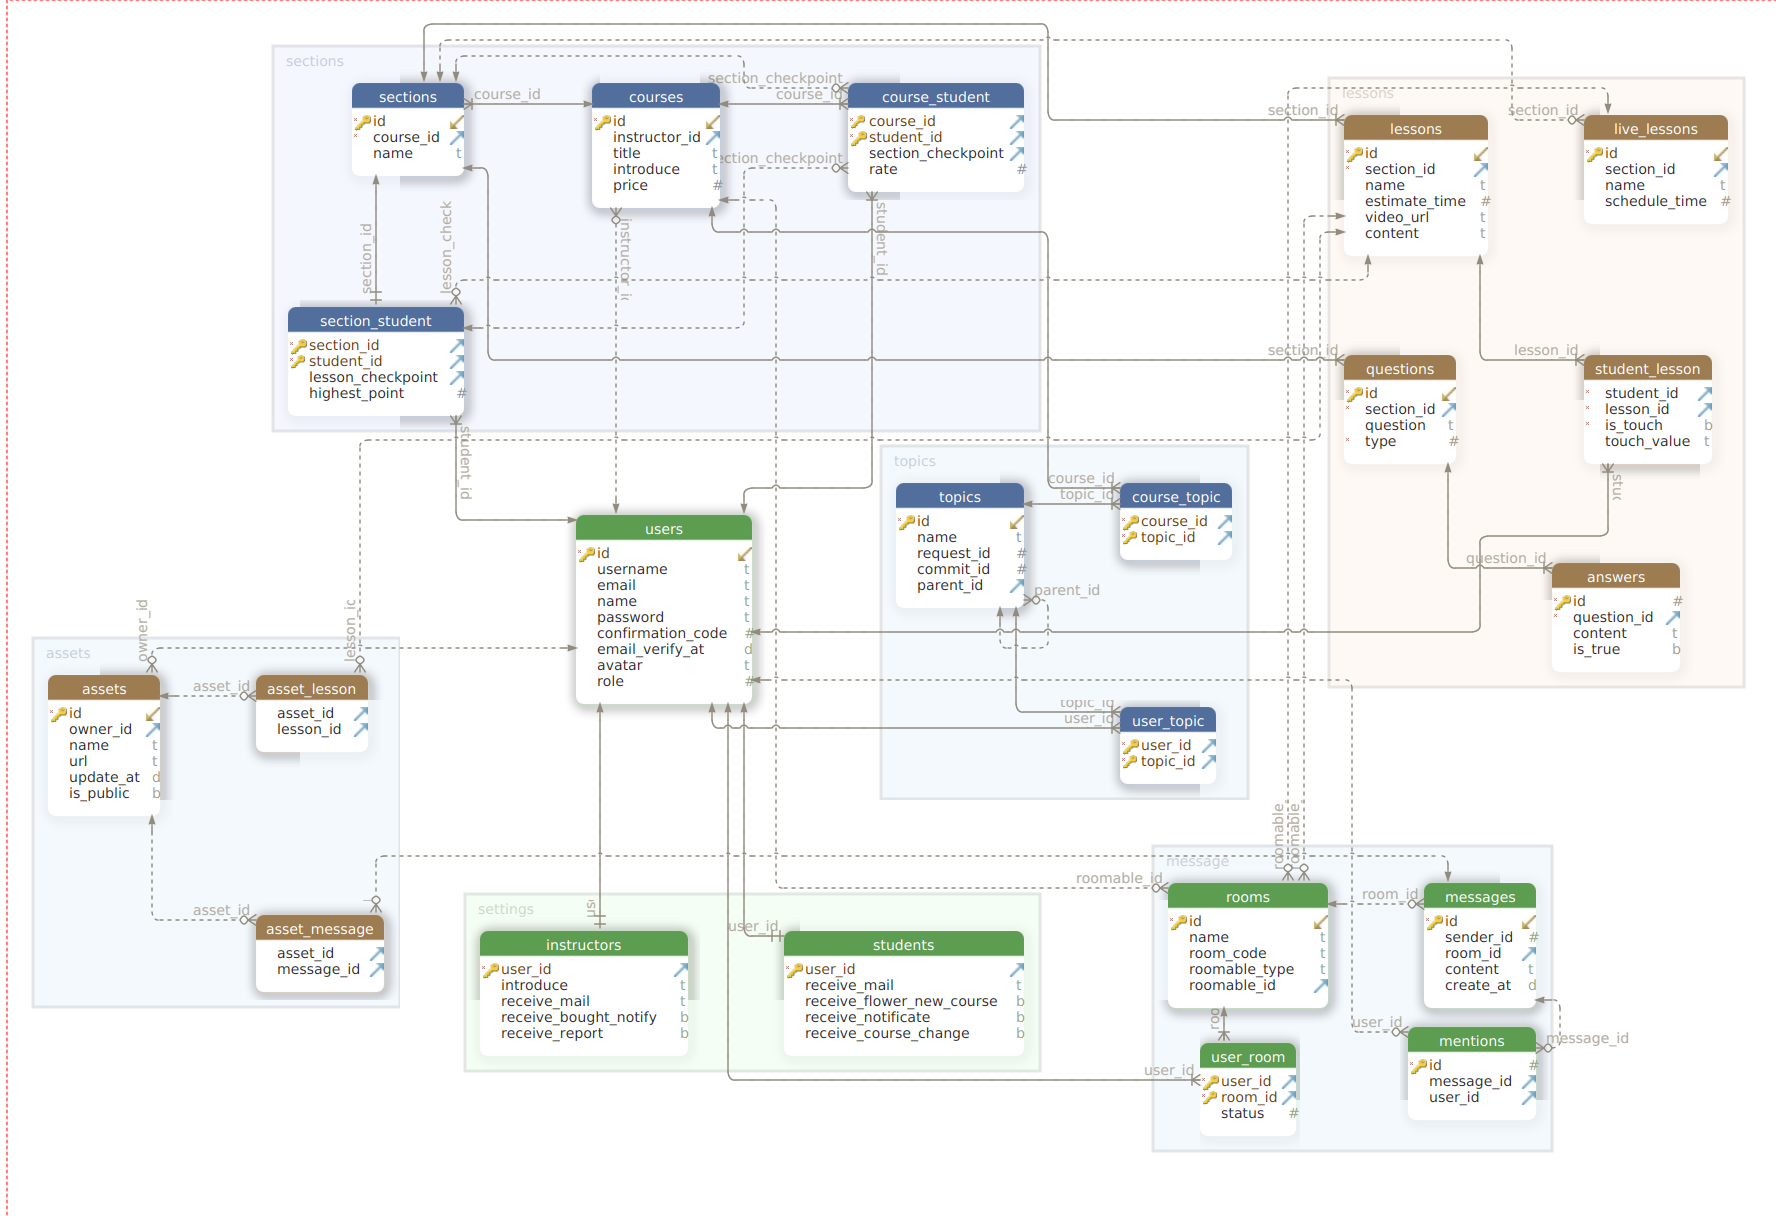 sections
sections
id
course_id
name
t
course_id
courses
id
instructor_id
title
t
introduce
t
price
#
section_checkpoint
course_id
course_student
course_id
student_id
section_checkpoint
rate
#
section_id
lesson_check
instructor_id
student_id
section_student
section_id
student_id
lesson_checkpoint
highest_point
#
student_id
lessons
section_id
lessons
id
section_id
name
t
estimate_time
#
video_url
t
content
t
section_id
live_lessons
id
section_id
name
t
schedule_time
#
section_id
questions
id
section_id
question
t
type
#
lesson_id
student_lesson
student_id
lesson_id
is_touch
b
touch_value
t
question_id
answers
id
#
question_id
content
t
is_true
b
topics
topics
id
name
t
request_id
#
commit_id
#
parent_id
parent_id
course_id
topic_id
course_topic
course_id
topic_id
topic_id
user_id
user_topic
user_id
topic_id
users
id
username
t
email
t
name
t
password
t
confirmation_code
#
email_verify_at
d
avatar
t
role
#
owner_id
assets
assets
id
owner_id
name
t
url
t
update_at
d
is_public
b
asset_id
asset_lesson
asset_id
lesson_id
asset_id
asset_message
asset_id
message_id
settings
instructors
user_id
introduce
t
receive_mail
t
receive_bought_notify
b
receive_report
b
user_id
students
user_id
receive_mail
t
receive_flower_new_course
b
receive_notificate
b
receive_course_change
b
message
roomable_id
rooms
id
name
t
room_code
t
roomable_type
t
roomable_id
room_id
messages
id
sender_id
#
room_id
content
t
create_at
d
user_id
user_room
user_id
room_id
status
#
user_id
mentions
id
#
message_id
user_id
message_id